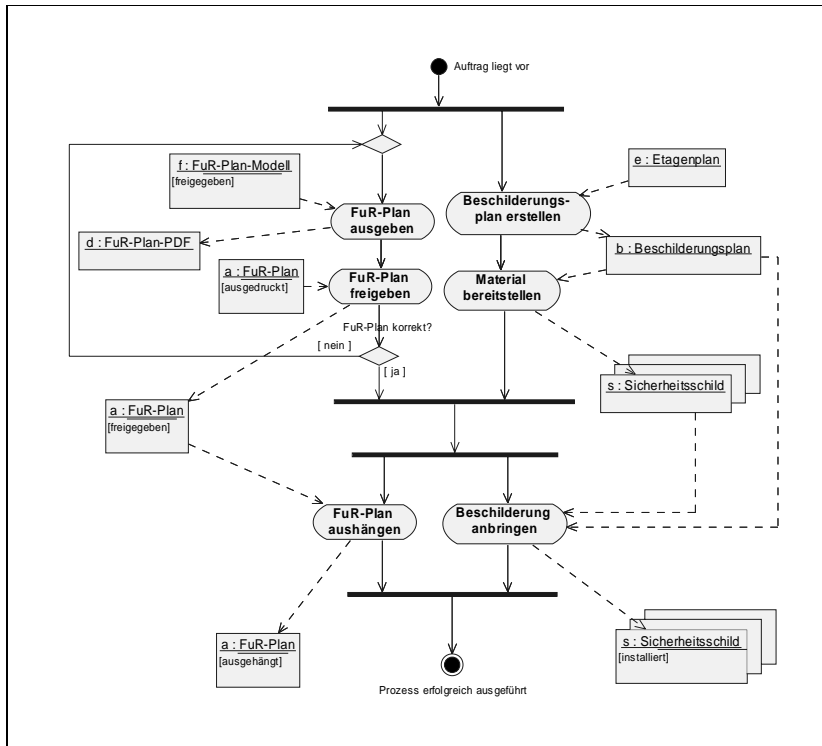 Auftrag liegt vor
f : FuR-Plan-Modell
[freigegeben]
e : Etagenplan
FuR-Plan
ausgeben
Beschilderungs-
plan erstellen
d : FuR-Plan-PDF
b : Beschilderungsplan
a : FuR-Plan
[ausgedruckt]
FuR-Plan
freigeben
Material
bereitstellen
FuR-Plan korrekt?
[ nein ]
[ ja ]
s : Sicherheitsschild
a : FuR-Plan
[freigegeben]
FuR-Plan
aushängen
Beschilderung
anbringen
a : FuR-Plan
[ausgehängt]
s : Sicherheitsschild
[installiert]
Prozess erfolgreich ausgeführt